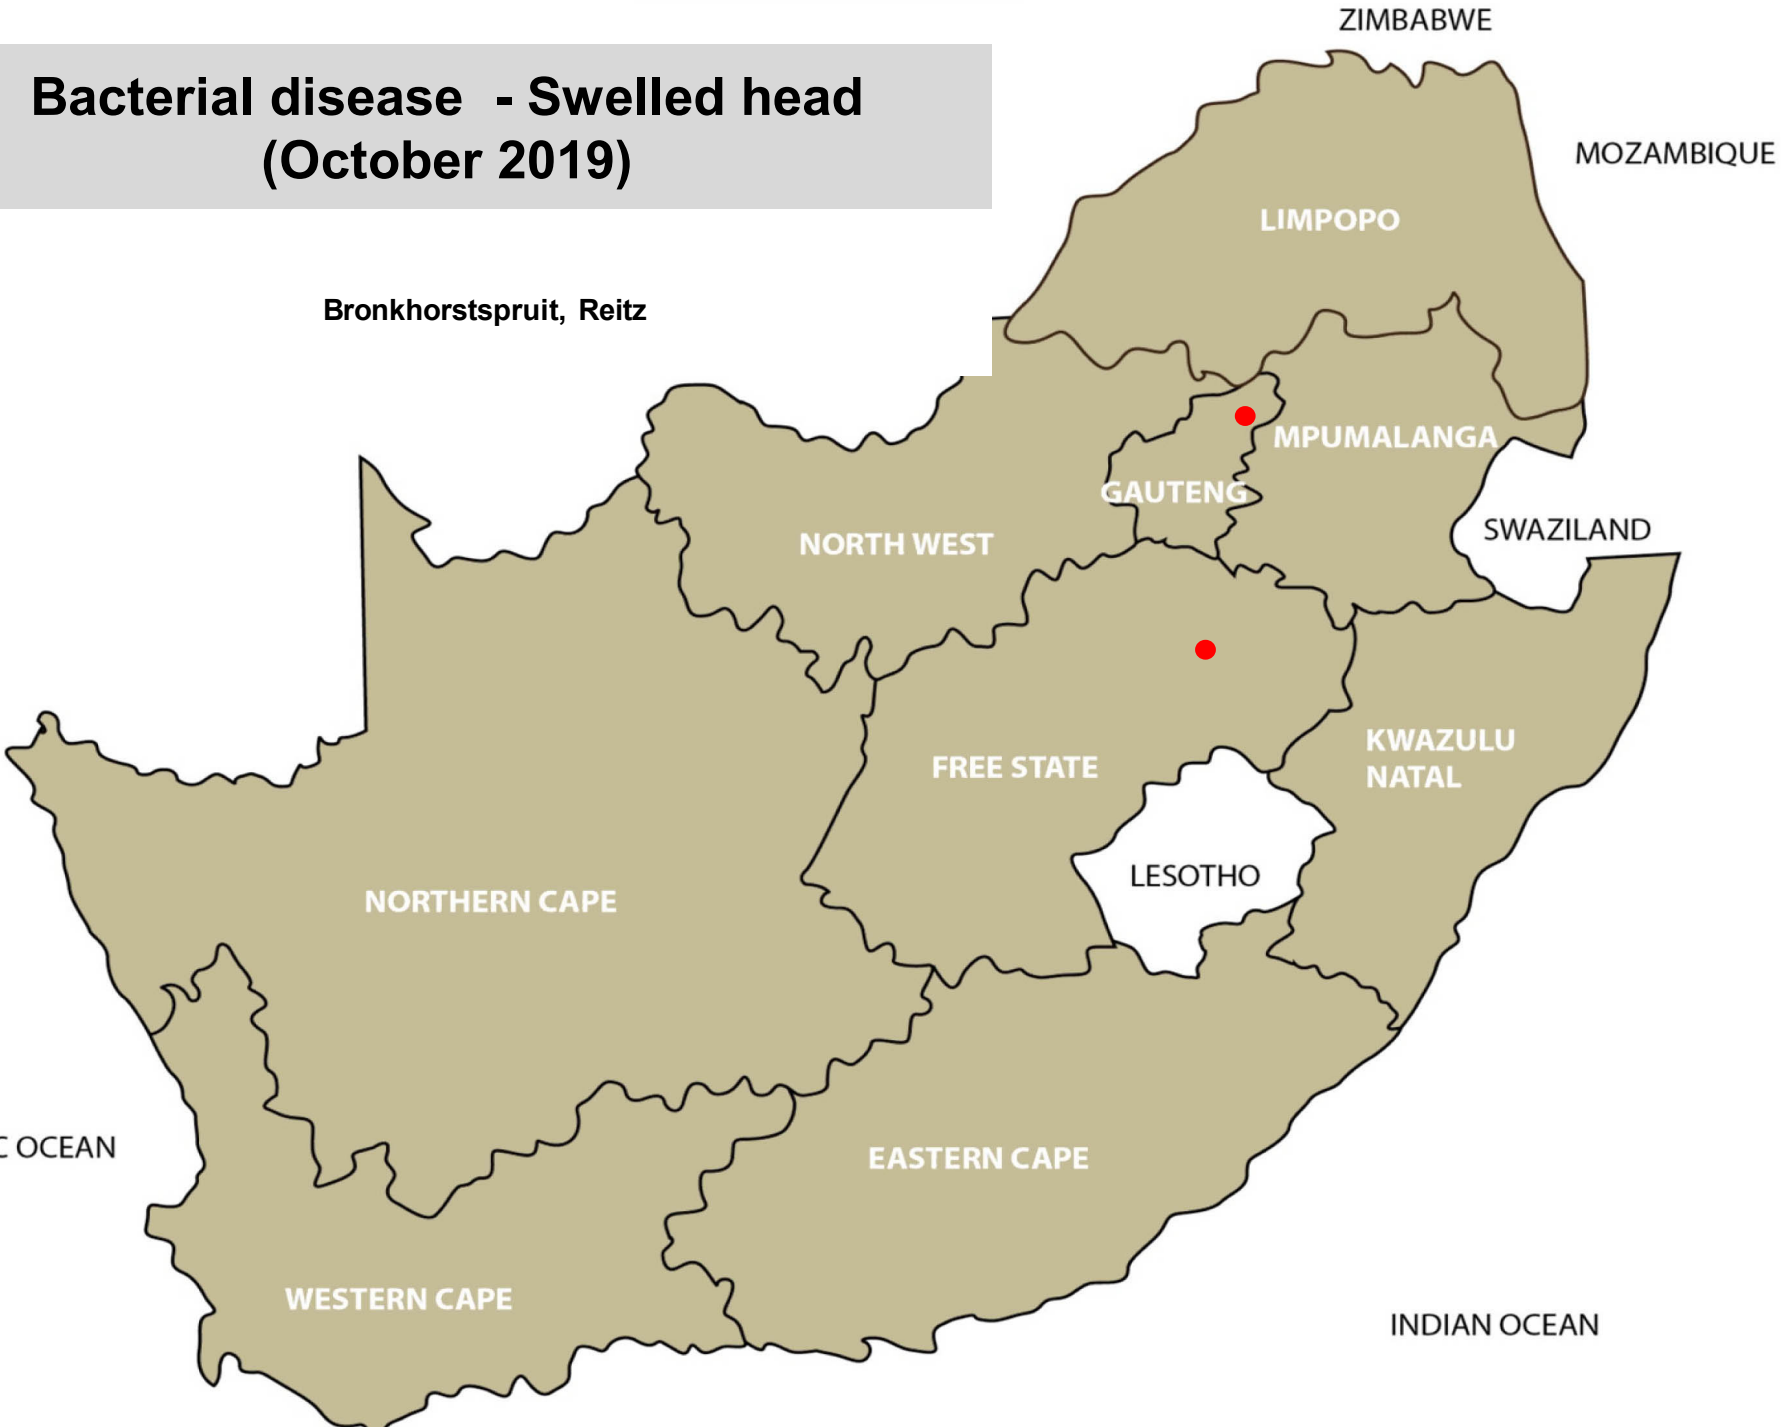 ZIMBABWE
Bacterial disease - Swelled head
(October 2019)
MOZAMBIQUE
LIMPOPO
Bronkhorstspruit, Reitz
MPUMALANGA
GAUTENG
SWAZILAND
NORTH WEST
KWAZULU
NATAL
FREE STATE
LESOTHO
NORTHERN CAPE
C OCEAN
EASTERN CAPE
WESTERN CAPE
INDIAN OCEAN